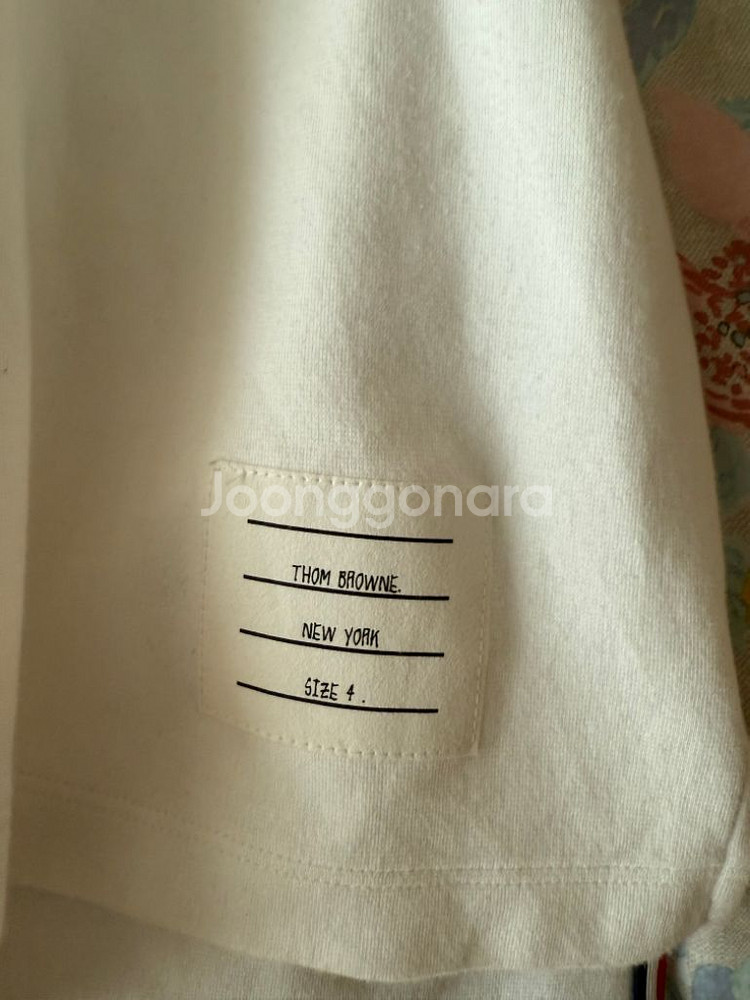 Joonggonara
THOM BROWNE.
NEW YORK
SIZE 4 .